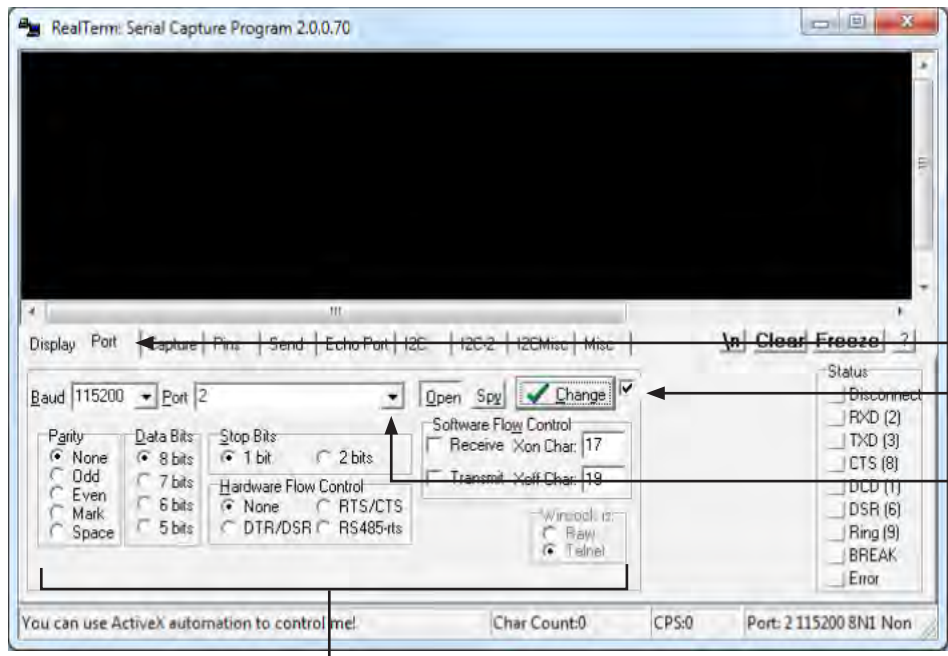 RealTerm: Serial Capture Program 2.0.0.70
Display Port Capture Pins Send Echo Port I2C I2C-2 I2CMisc Misc \n Clear Freeze ?
Status
Baud 115200 Port 2 Open Spy Change Disconnect
RXD (2)
Parity Data Bits Stop Bits Software Flow Control
None 8 bits 1 bit 2 bits Receive Xon Char: 17 TXD (3)
Odd 7 bits Hardware Flow Control Transmit Xoff Char: 19 CTS (8)
Even 6 bits None RTS/CTS DCD (1)
Mark 5 bits DTR/DSR RS485-rts Winsock is: DSR (6)
Space Raw Ring (9)
Telnet BREAK
Error
You can use ActiveX automation to control me! Char Count:0 CPS:0 Port: 2 115200 8N1 Non